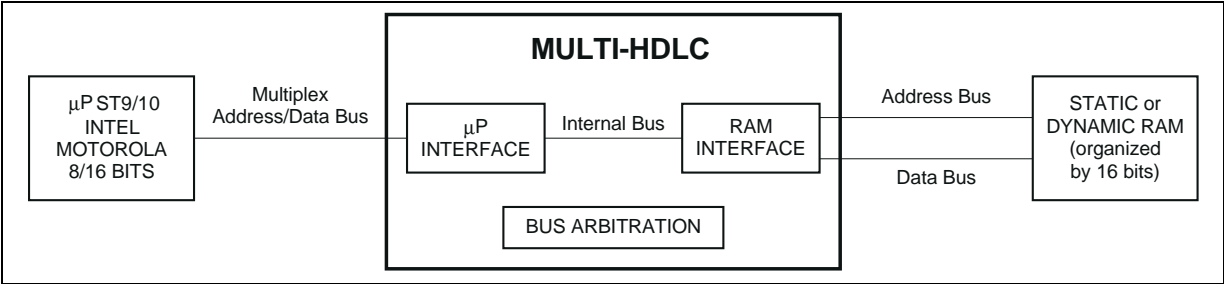 MULTI-HDLC
µP ST9/10
INTEL
MOTOROLA
8/16 BITS
Multiplex
Address/Data Bus
µP
INTERFACE
Internal Bus
RAM
INTERFACE
Address Bus
Data Bus
STATIC or
DYNAMIC RAM
(organized
by 16 bits)
BUS ARBITRATION